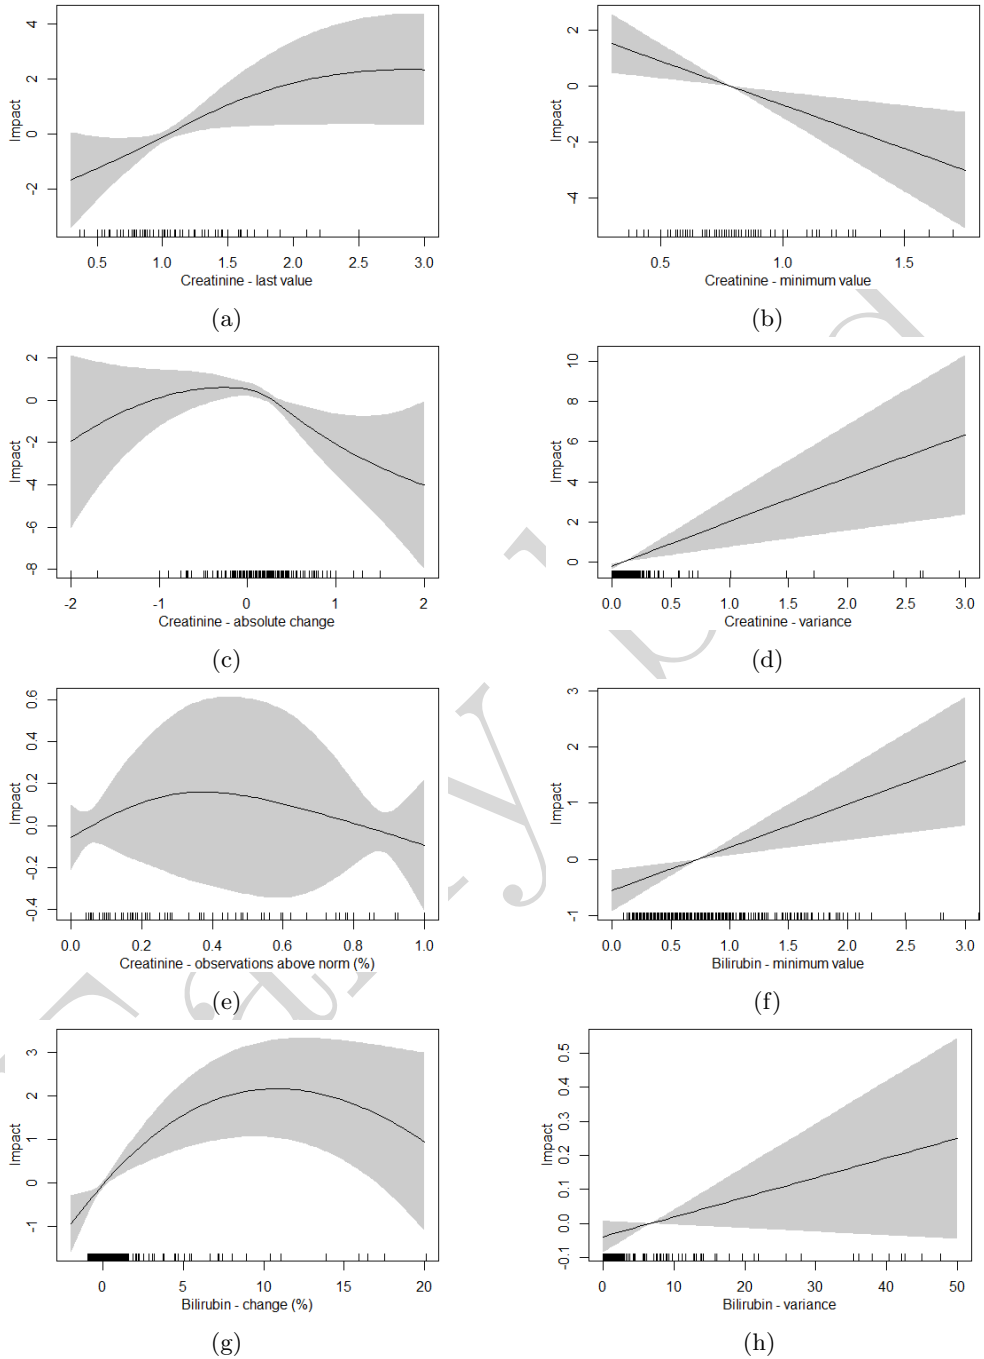 4
2
0
-2
Impact
0.5 1.0 1.5 2.0 2.5 3.0
Creatinine - last value
(a)
2
0
-2
-4
Impact
0.5 1.0 1.5
Creatinine - minimum value
(b)
2
0
-2
-4
-6
-8
Impact
-2 -1 0 1 2
Creatinine - absolute change
(c)
10
8
6
4
2
0
Impact
0.0 0.5 1.0 1.5 2.0 2.5 3.0
Creatinine - variance
(d)
0.6
0.4
0.2
0.0
-0.2
-0.4
Impact
0.0 0.2 0.4 0.6 0.8 1.0
Creatinine - observations above norm (%)
(e)
3
2
1
0
-1
Impact
0.0 0.5 1.0 1.5 2.0 2.5 3.0
Bilirubin - minimum value
(f)
3
2
1
0
-1
Impact
0 5 10 15 20
Bilirubin - change (%)
(g)
0.5
0.4
0.3
0.2
0.1
0.0
-0.1
Impact
0 10 20 30 40 50
Bilirubin - variance
(h)